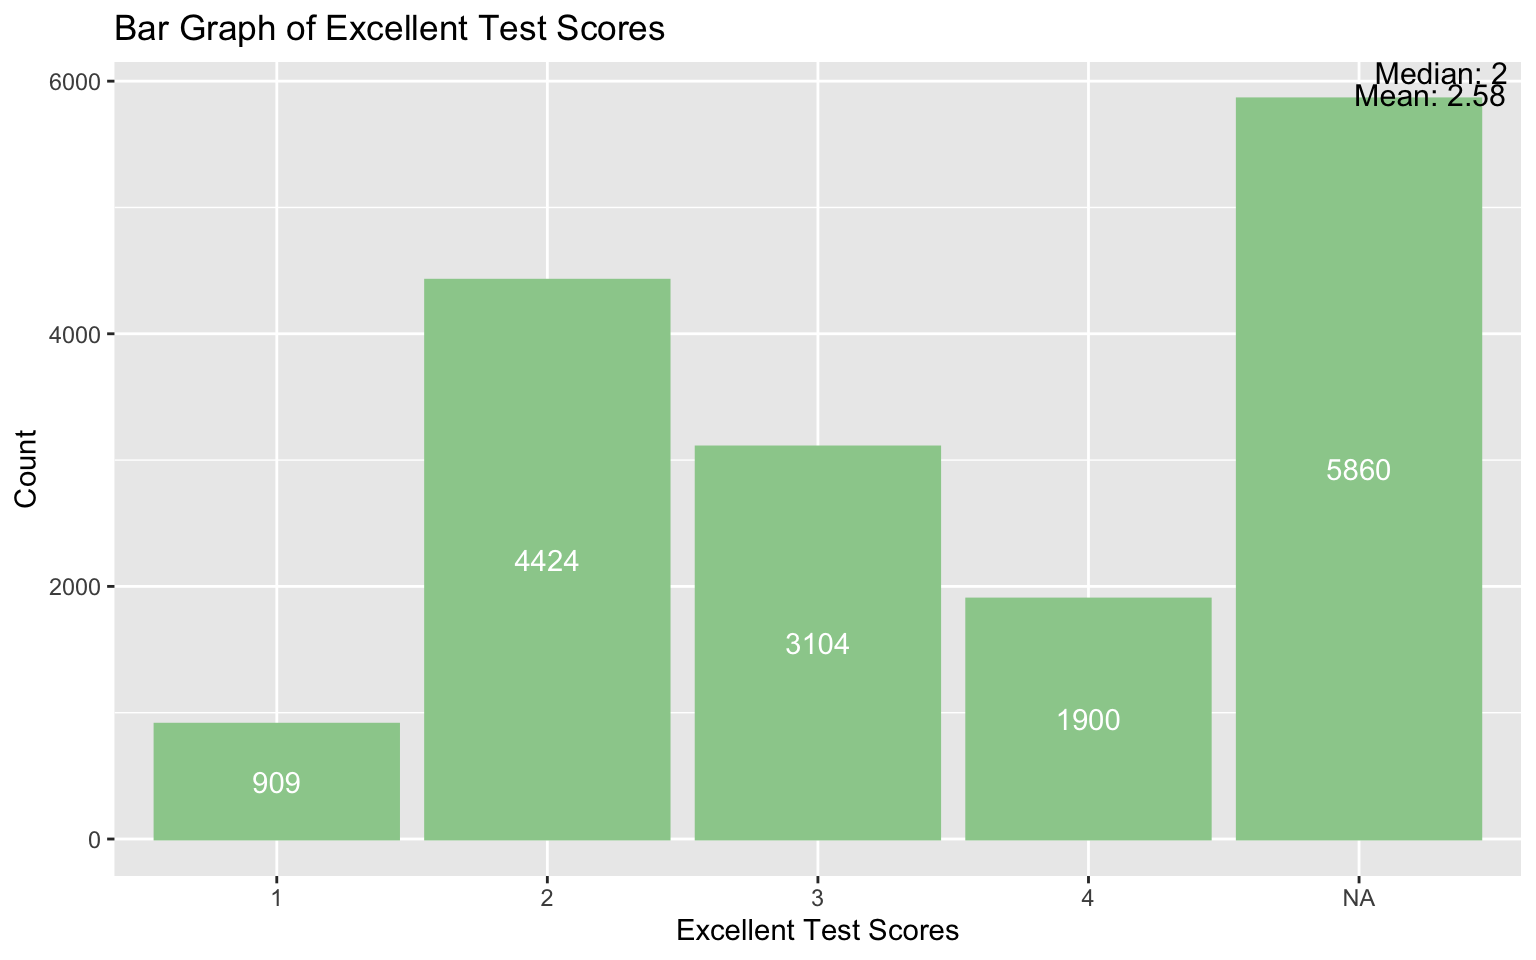 Bar Graph of Excellent Test Scores
6000
Median: 2
Mean: 2.58
4000
2000
0
Count
909
4424
3104
1900
5860
1
2
3
4
NA
Excellent Test Scores